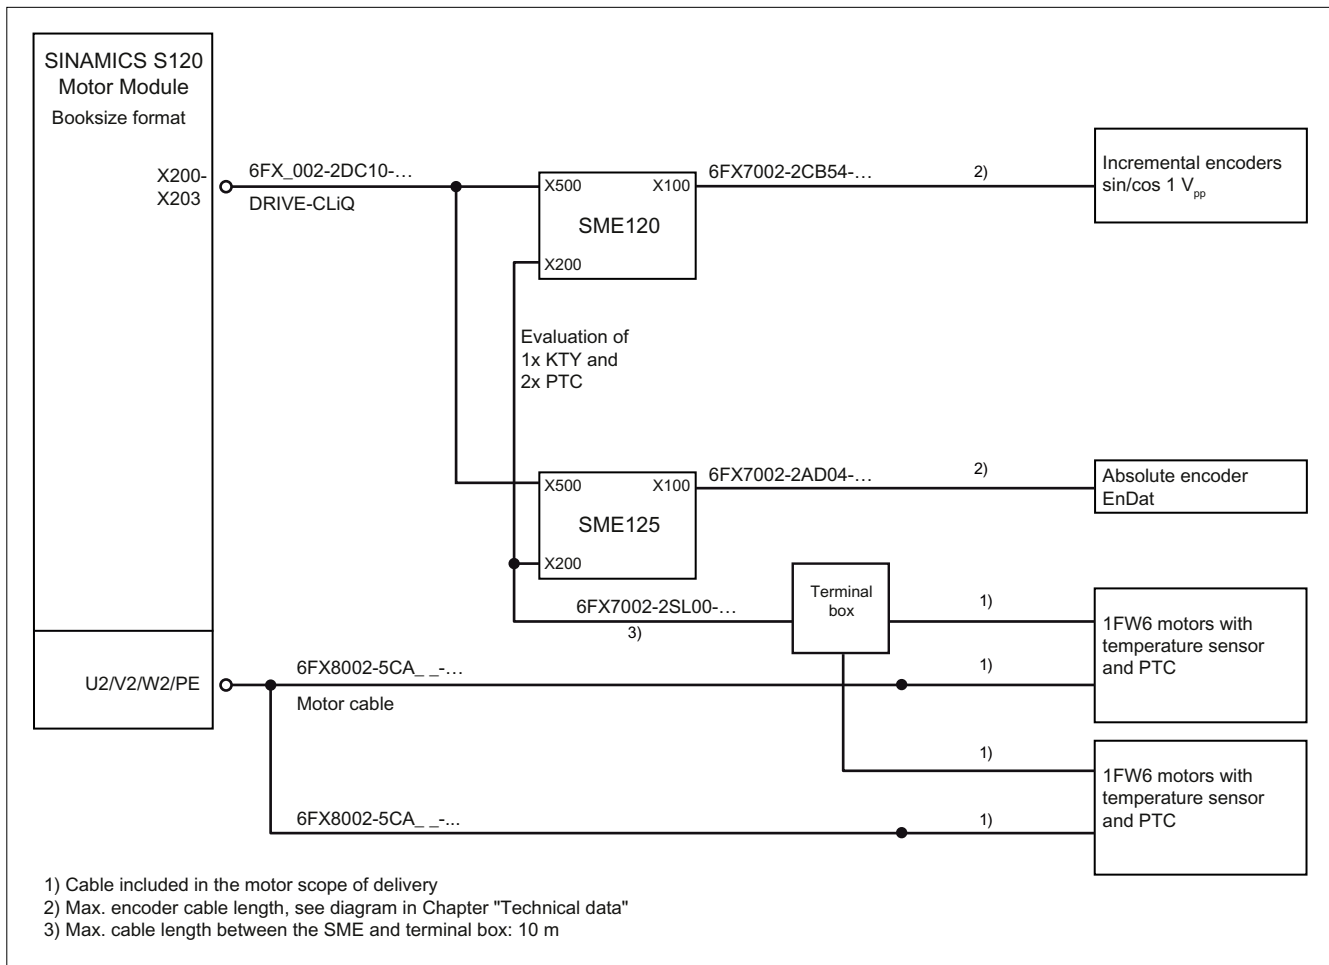 SINAMICS S120
Motor Module
Booksize format
X200-
X203
6FX_002-2DC10-…
DRIVE-CLiQ
X500
X100
SME120
X200
6FX7002-2CB54-…
2)
Incremental encoders
sin/cos 1 Vpp
Evaluation of
1x KTY and
2x PTC
X500
X100
SME125
X200
6FX7002-2AD04-…
2)
Absolute encoder
EnDat
6FX7002-2SL00-…
3)
Terminal
box
1)
1)
1FW6 motors with
temperature sensor
and PTC
U2/V2/W2/PE
6FX8002-5CA_ _-…
Motor cable
1)
1)
1FW6 motors with
temperature sensor
and PTC
6FX8002-5CA_ _-...
1) Cable included in the motor scope of delivery
2) Max. encoder cable length, see diagram in Chapter "Technical data"
3) Max. cable length between the SME and terminal box: 10 m